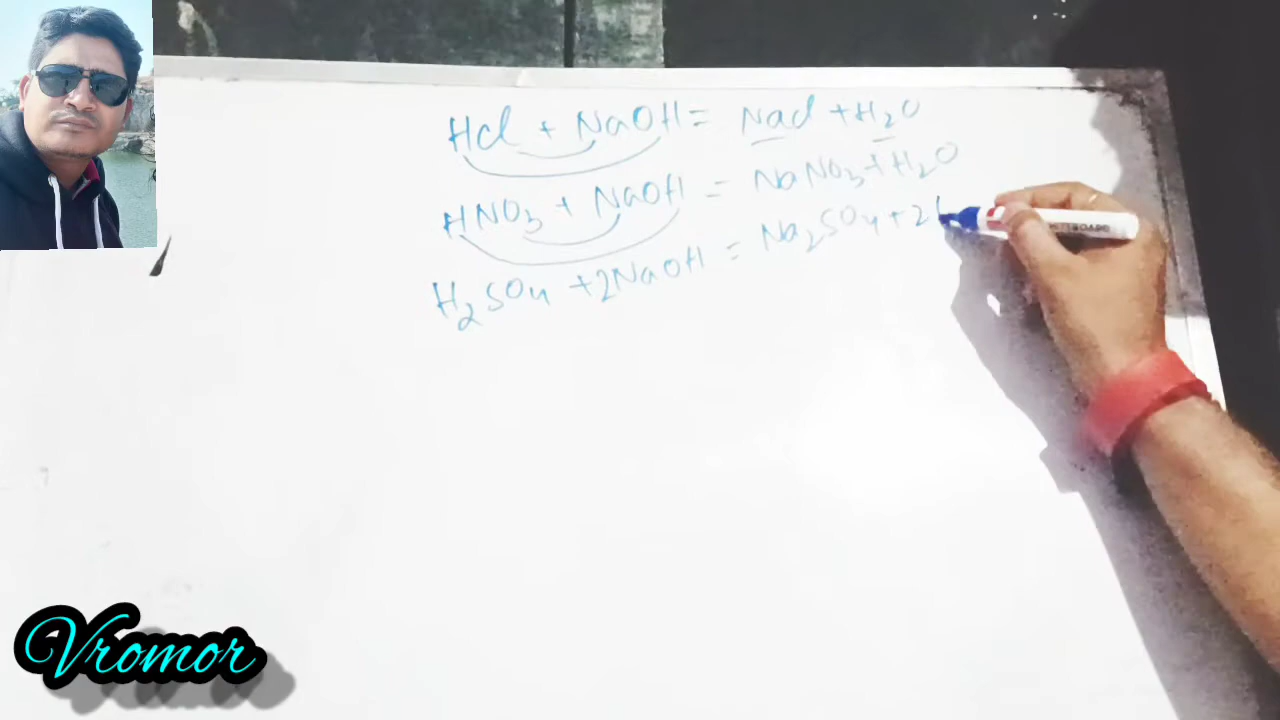 HCl + NaOH = NaCl + H₂O
HNO₃ + NaOH = NaNO₃ + H₂O
H₂SO₄ + 2NaOH = Na₂SO₄ + 2
Vromor